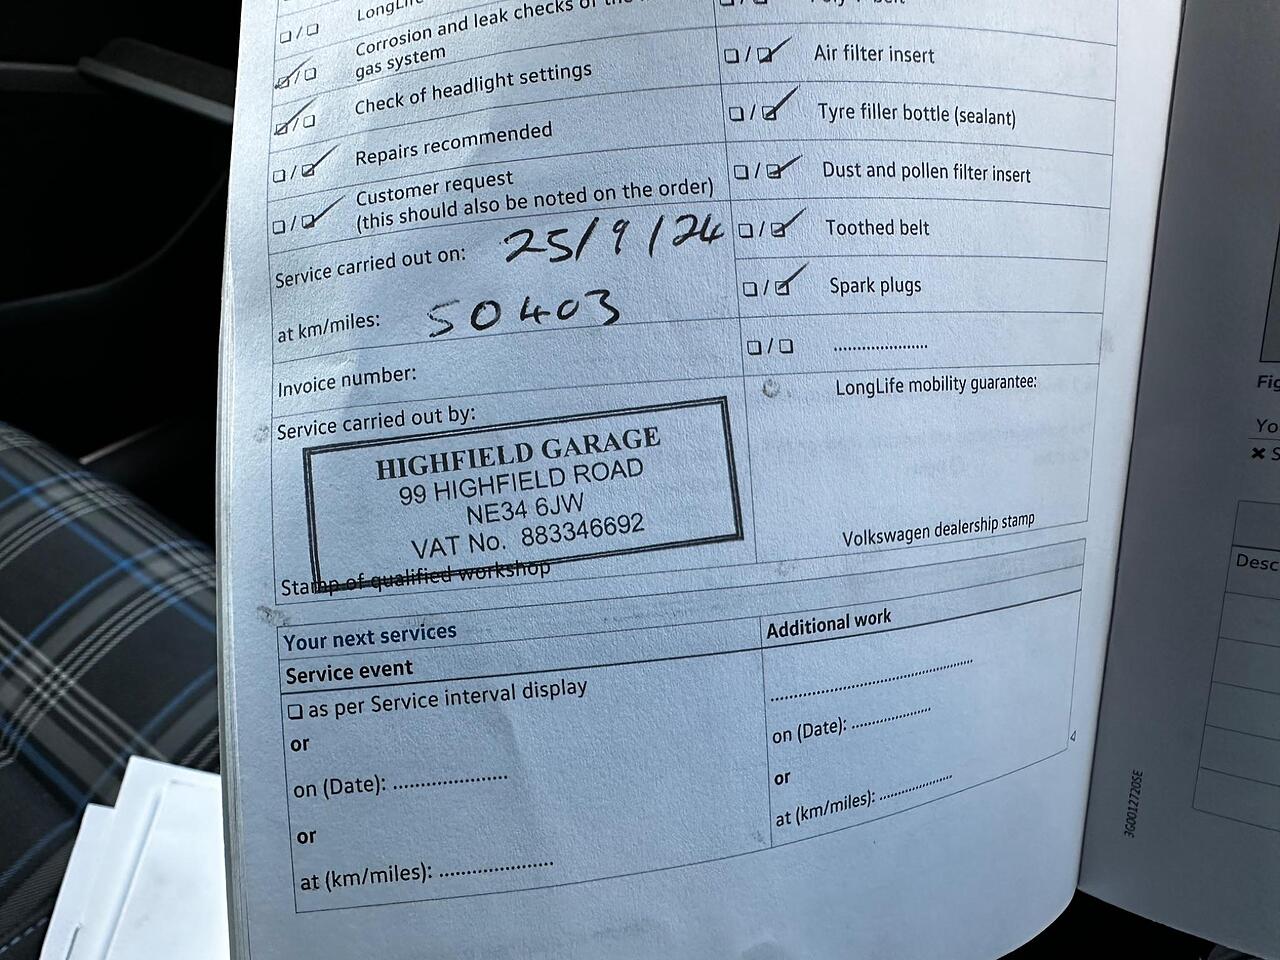 ☐ / ☐ LongLife
☑ / ☐ Corrosion and leak checks of the
gas system
☑ / ☐ Check of headlight settings
☐ / ☑ Repairs recommended
☐ / ☑ Customer request
(this should also be noted on the order)
Service carried out on: 25/9/24
at km/miles: 50403
Invoice number:
Service carried out by:
HIGHFIELD GARAGE
99 HIGHFIELD ROAD
NE34 6JW
VAT No. 883346692
Stamp of qualified workshop
☐ / ☑ Air filter insert
☐ / ☑ Tyre filler bottle (sealant)
☐ / ☑ Dust and pollen filter insert
☐ / ☑ Toothed belt
☐ / ☑ Spark plugs
☐ / ☐ ......................
LongLife mobility guarantee:
Volkswagen dealership stamp
Your next services
Service event
☐ as per Service interval display
or
on (Date): ......................
or
at (km/miles): ......................
Additional work
..............................................
on (Date): ..................
or
at (km/miles): ..................
3G0012720SE
Fig
Yo
× S
Desc